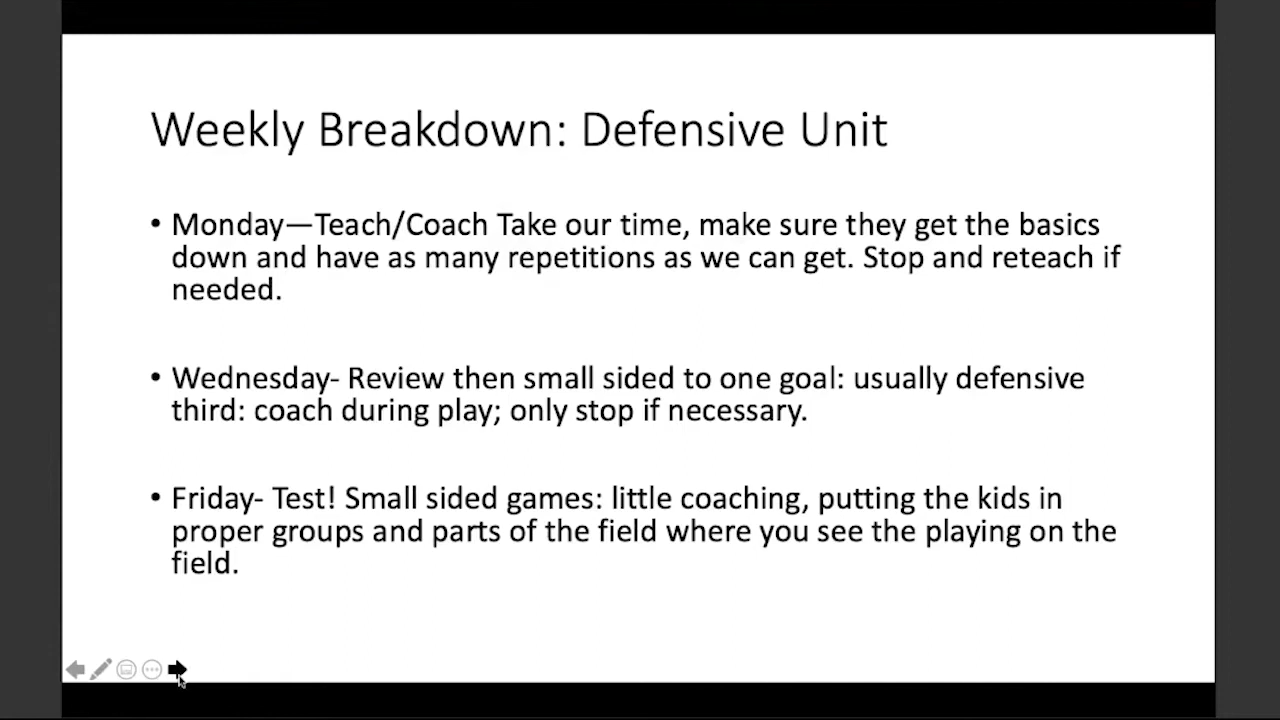 Weekly Breakdown: Defensive Unit
• Monday—Teach/Coach Take our time, make sure they get the basics
down and have as many repetitions as we can get. Stop and reteach if
needed.
• Wednesday- Review then small sided to one goal: usually defensive
third: coach during play; only stop if necessary.
• Friday- Test! Small sided games: little coaching, putting the kids in
proper groups and parts of the field where you see the playing on the
field.